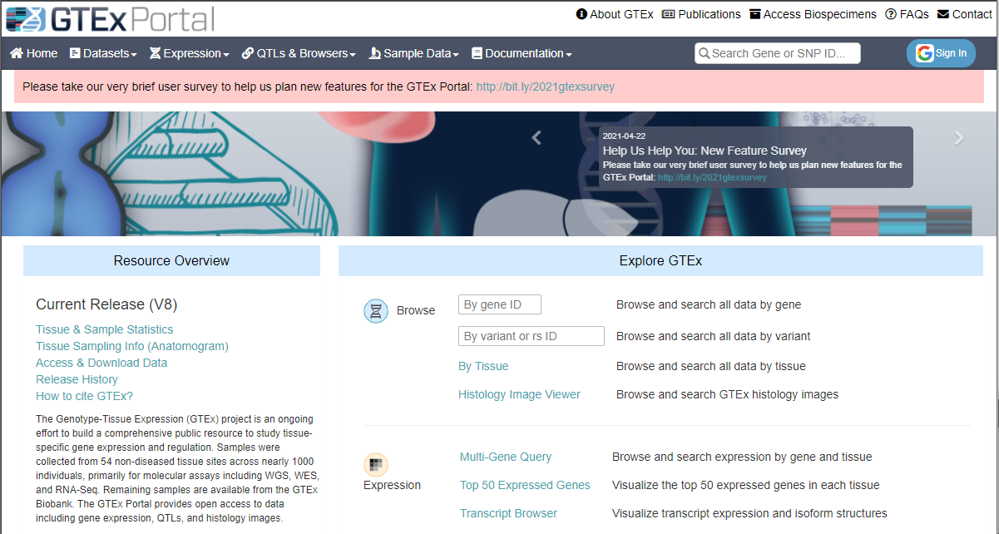 GTExPortal
About GTEx Publications Access Biospecimens FAQs Contact
Home Datasets Expression QTLs & Browsers Sample Data Documentation Search Gene or SNP ID... Sign In
Please take our very brief user survey to help us plan new features for the GTEx Portal: http://bit.ly/2021gtexsurvey
2021-04-22
Help Us Help You: New Feature Survey
Please take our very brief user survey to help us plan new features for the
GTEx Portal: http://bit.ly/2021gtexsurvey
Resource Overview
Current Release (V8)
Tissue & Sample Statistics
Tissue Sampling Info (Anatomogram)
Access & Download Data
Release History
How to cite GTEx?
The Genotype-Tissue Expression (GTEx) project is an ongoing
effort to build a comprehensive public resource to study tissue-
specific gene expression and regulation. Samples were
collected from 54 non-diseased tissue sites across nearly 1000
individuals, primarily for molecular assays including WGS, WES,
and RNA-Seq. Remaining samples are available from the GTEx
Biobank. The GTEx Portal provides open access to data
including gene expression, QTLs, and histology images.
Explore GTEx
Browse
By gene ID Browse and search all data by gene
By variant or rs ID Browse and search all data by variant
By Tissue Browse and search all data by tissue
Histology Image Viewer Browse and search GTEx histology images
Expression
Multi-Gene Query Browse and search expression by gene and tissue
Top 50 Expressed Genes Visualize the top 50 expressed genes in each tissue
Transcript Browser Visualize transcript expression and isoform structures